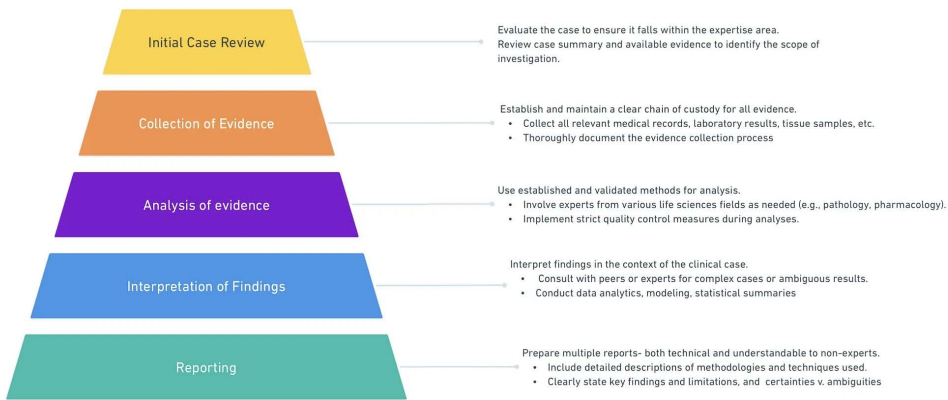 Initial Case Review
Evaluate the case to ensure it falls within the expertise area.
Review case summary and available evidence to identify the scope of
investigation.
Collection of Evidence
Establish and maintain a clear chain of custody for all evidence.
• Collect all relevant medical records, laboratory results, tissue samples, etc.
• Thoroughly document the evidence collection process
Analysis of evidence
Use established and validated methods for analysis.
• Involve experts from various life sciences fields as needed (e.g., pathology, pharmacology).
• Implement strict quality control measures during analyses.
Interpretation of Findings
Interpret findings in the context of the clinical case.
• Consult with peers or experts for complex cases or ambiguous results.
• Conduct data analytics, modeling, statistical summaries
Reporting
Prepare multiple reports- both technical and understandable to non-experts.
• Include detailed descriptions of methodologies and techniques used.
• Clearly state key findings and limitations, and certainties v. ambiguities